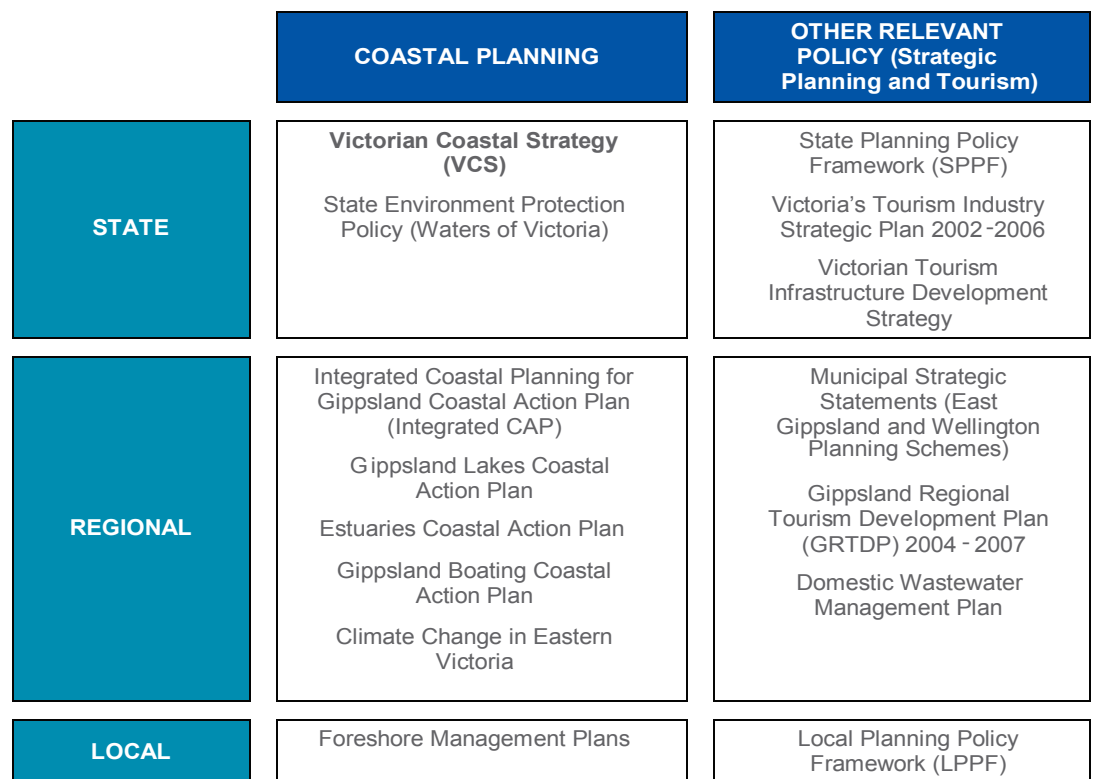 COASTAL PLANNING
OTHER RELEVANT
POLICY (Strategic
Planning and Tourism)
STATE
Victorian Coastal Strategy
(VCS)
State Environment Protection
Policy (Waters of Victoria)
State Planning Policy
Framework (SPPF)
Victoria's Tourism Industry
Strategic Plan 2002-2006
Victorian Tourism
Infrastructure Development
Strategy
REGIONAL
Integrated Coastal Planning for
Gippsland Coastal Action Plan
(Integrated CAP)
Gippsland Lakes Coastal
Action Plan
Estuaries Coastal Action Plan
Gippsland Boating Coastal
Action Plan
Climate Change in Eastern
Victoria
Municipal Strategic
Statements (East
Gippsland and Wellington
Planning Schemes)
Gippsland Regional
Tourism Development Plan
(GRTDP) 2004 - 2007
Domestic Wastewater
Management Plan
LOCAL
Foreshore Management Plans
Local Planning Policy
Framework (LPPF)